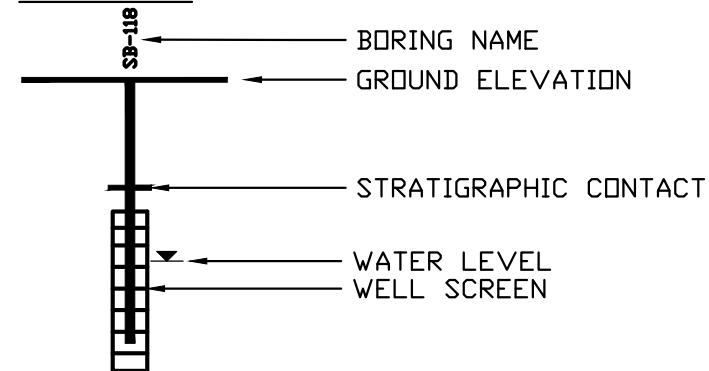 SB-118
BORING NAME
GROUND ELEVATION
STRATIGRAPHIC CONTACT
WATER LEVEL
WELL SCREEN